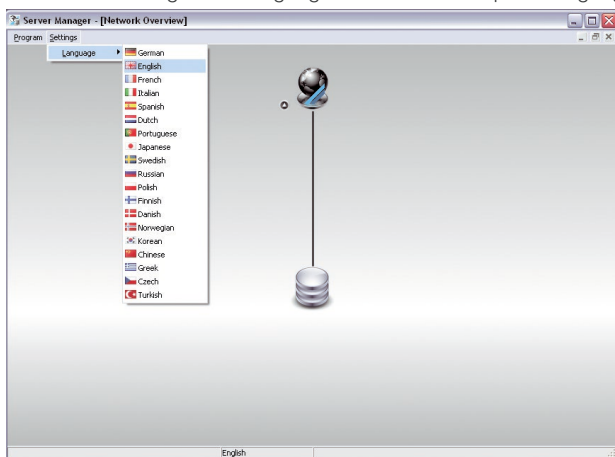 Server Manager - [Network Overview]
Program Settings
Language
German
English
French
Italian
Spanish
Dutch
Portuguese
Japanese
Swedish
Russian
Polish
Finnish
Danish
Norwegian
Korean
Chinese
Greek
Czech
Turkish
English